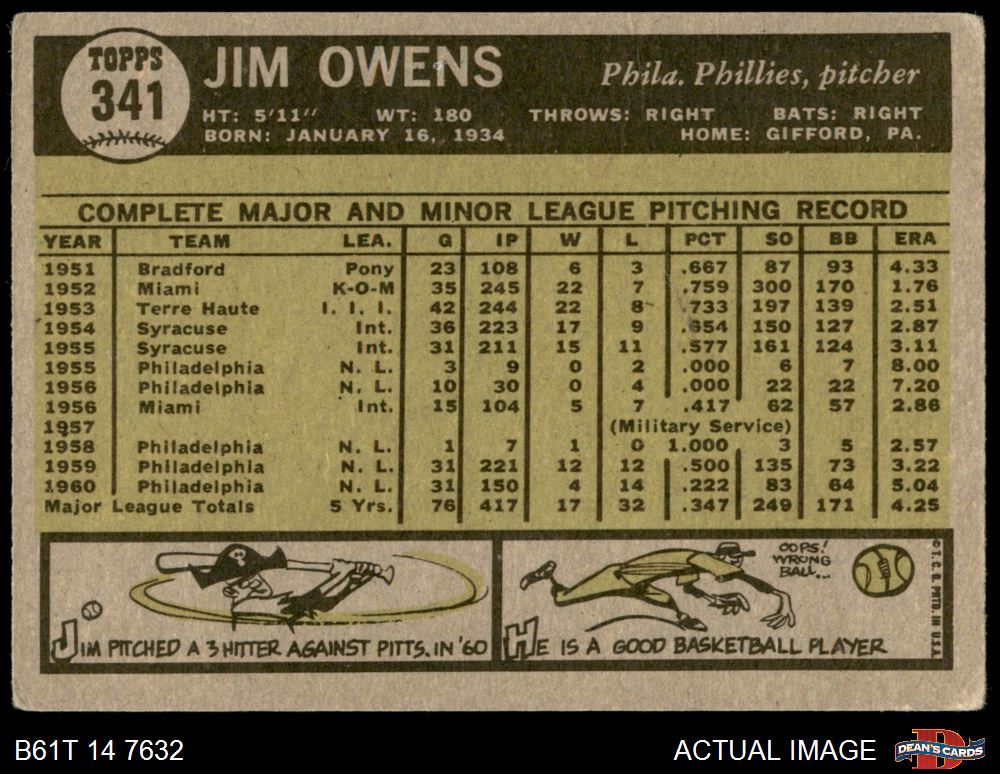 TOPPS
341
JIM OWENS
Phila. Phillies, pitcher
HT: 5'11" WT: 180 THROWS: RIGHT BATS: RIGHT
BORN: JANUARY 16, 1934 HOME: GIFFORD, PA.
COMPLETE MAJOR AND MINOR LEAGUE PITCHING RECORD
YEAR TEAM LEA. G IP W L PCT SO BB ERA
1951 Bradford Pony 23 108 6 3 .667 87 93 4.33
1952 Miami K-O-M 35 245 22 7 .759 300 170 1.76
1953 Terre Haute I. I. I. 42 244 22 8 .733 197 139 2.51
1954 Syracuse Int. 36 223 17 9 .654 150 127 2.87
1955 Syracuse Int. 31 211 15 11 .577 161 124 3.11
1955 Philadelphia N. L. 3 9 0 2 .000 6 7 8.00
1956 Philadelphia N. L. 10 30 0 4 .000 22 22 7.20
1956 Miami Int. 15 104 5 7 .417 62 57 2.86
1957 (Military Service)
1958 Philadelphia N. L. 1 7 1 0 1.000 3 5 2.57
1959 Philadelphia N. L. 31 221 12 12 .500 135 73 3.22
1960 Philadelphia N. L. 31 150 4 14 .222 83 64 5.04
Major League Totals 5 Yrs. 76 417 17 32 .347 249 171 4.25
JIM PITCHED A 3 HITTER AGAINST PITTS. IN '60
OOPS!
WRONG
BALL...
HE IS A GOOD BASKETBALL PLAYER
© T. C. G. PRTD. IN U.S.A.
B61T 14 7632
ACTUAL IMAGE
D
DEAN'S CARDS